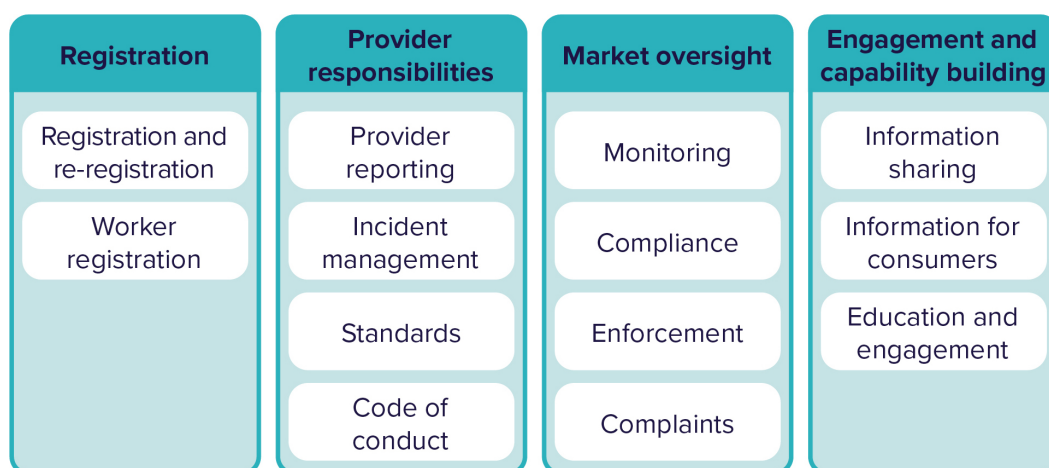 Registration
Registration and
re-registration
Worker
registration
Provider
responsibilities
Provider
reporting
Incident
management
Standards
Code of
conduct
Market oversight
Monitoring
Compliance
Enforcement
Complaints
Engagement and
capability building
Information
sharing
Information for
consumers
Education and
engagement